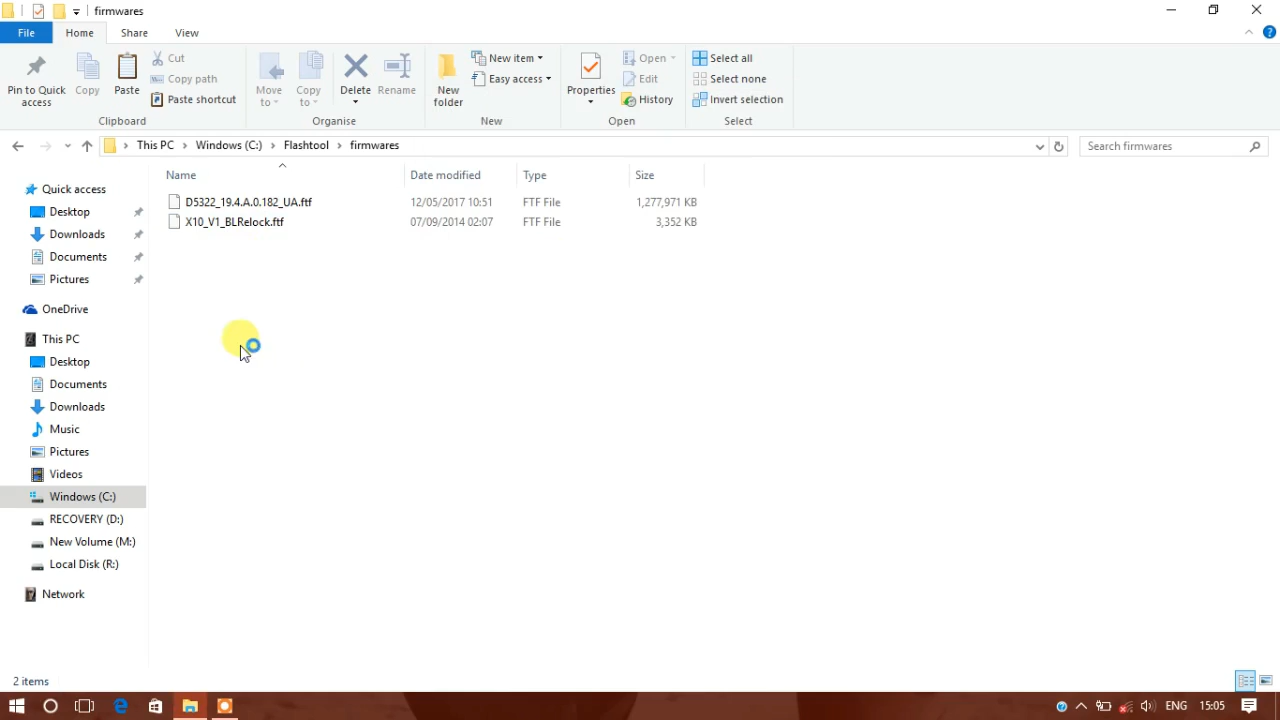 firmwares
File Home Share View
Pin to Quick access
Copy
Paste
Cut
Copy path
Paste shortcut
Clipboard
Move to
Copy to
Delete
Rename
Organise
New folder
New item
Easy access
New
Properties
Open
Edit
History
Open
Select all
Select none
Invert selection
Select
This PC Windows (C:) Flashtool firmwares
Search firmwares
Name Date modified Type Size
D5322_19.4.A.0.182_UA.ftf 12/05/2017 10:51 FTF File 1,277,971 KB
X10_V1_BLRelock.ftf 07/09/2014 02:07 FTF File 3,352 KB
Quick access
Desktop
Downloads
Documents
Pictures
OneDrive
This PC
Desktop
Documents
Downloads
Music
Pictures
Videos
Windows (C:)
RECOVERY (D:)
New Volume (M:)
Local Disk (R:)
Network
2 items
ENG 15:05